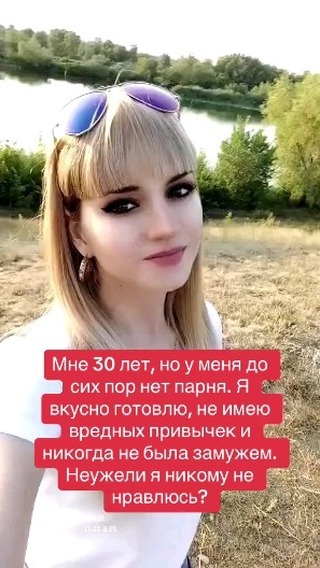 Мне 30 лет, но у меня до
сих пор нет парня. Я
вкусно готовлю, не имею
вредных привычек и
никогда не была замужем.
Неужели я никому не
нравлюсь?